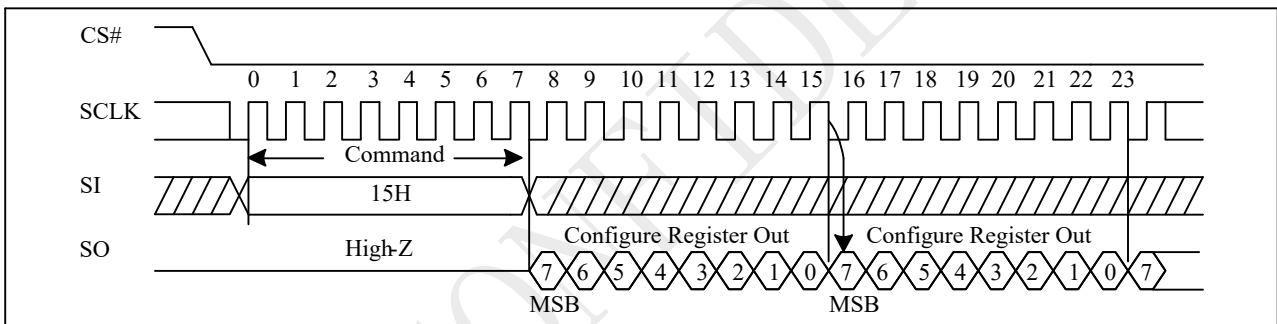 CS#
0 1 2 3 4 5 6 7 8 9 10 11 12 13 14 15 16 17 18 19 20 21 22 23
SCLK
Command
SI
15H
Configure Register Out Configure Register Out
SO High-Z
7 6 5 4 3 2 1 0 7 6 5 4 3 2 1 0 7
MSB MSB